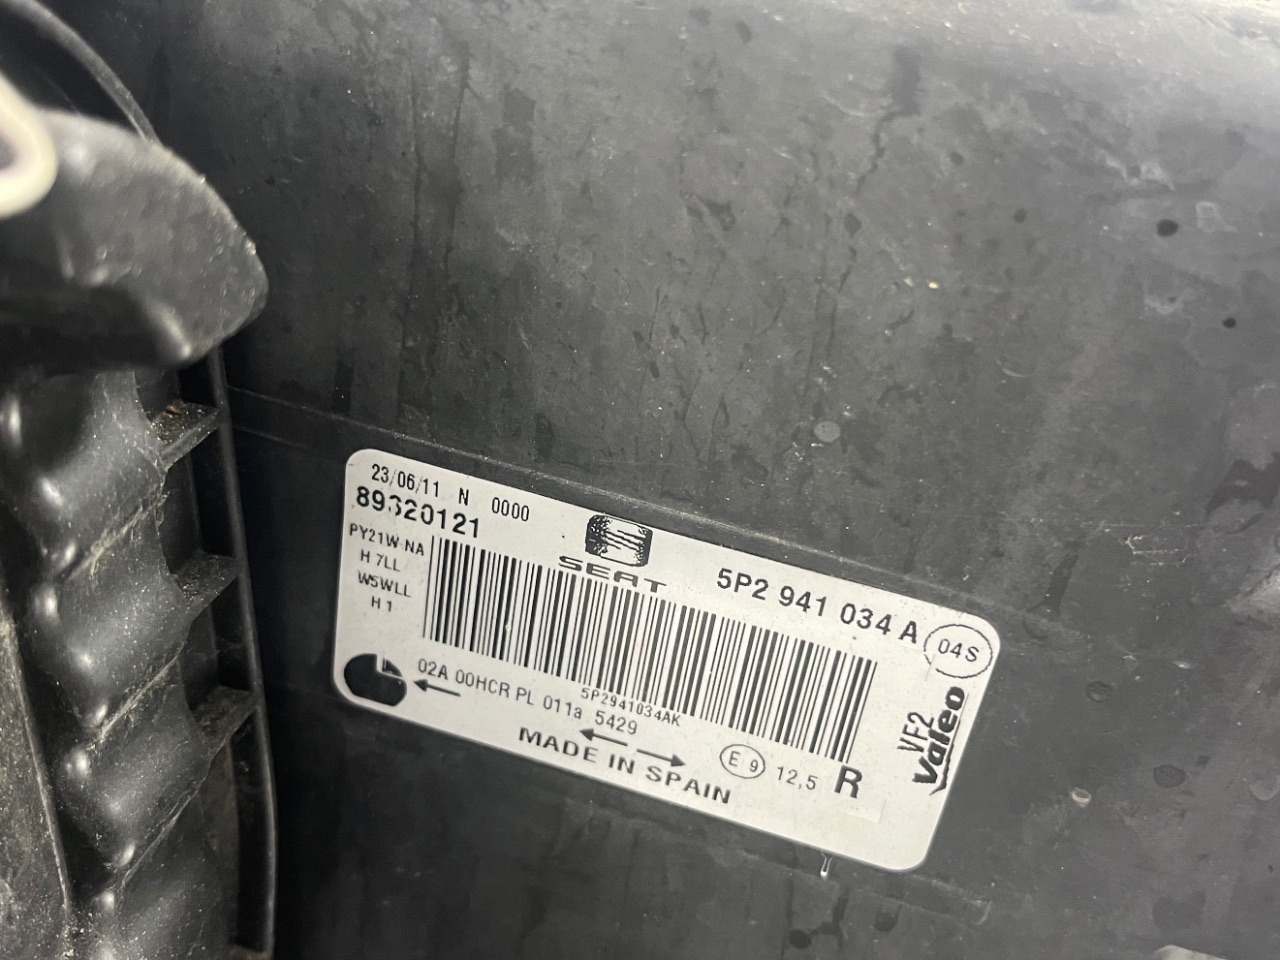 23/06/11 N 0000
89320121
PY21W NA
H 7LL
W5WLL
H 1
SEAT
5P2 941 034 A
04S
5P2941034AK
02A 00HCR PL 011a 5429
MADE IN SPAIN
E 9 12,5 R
VF2
Valeo